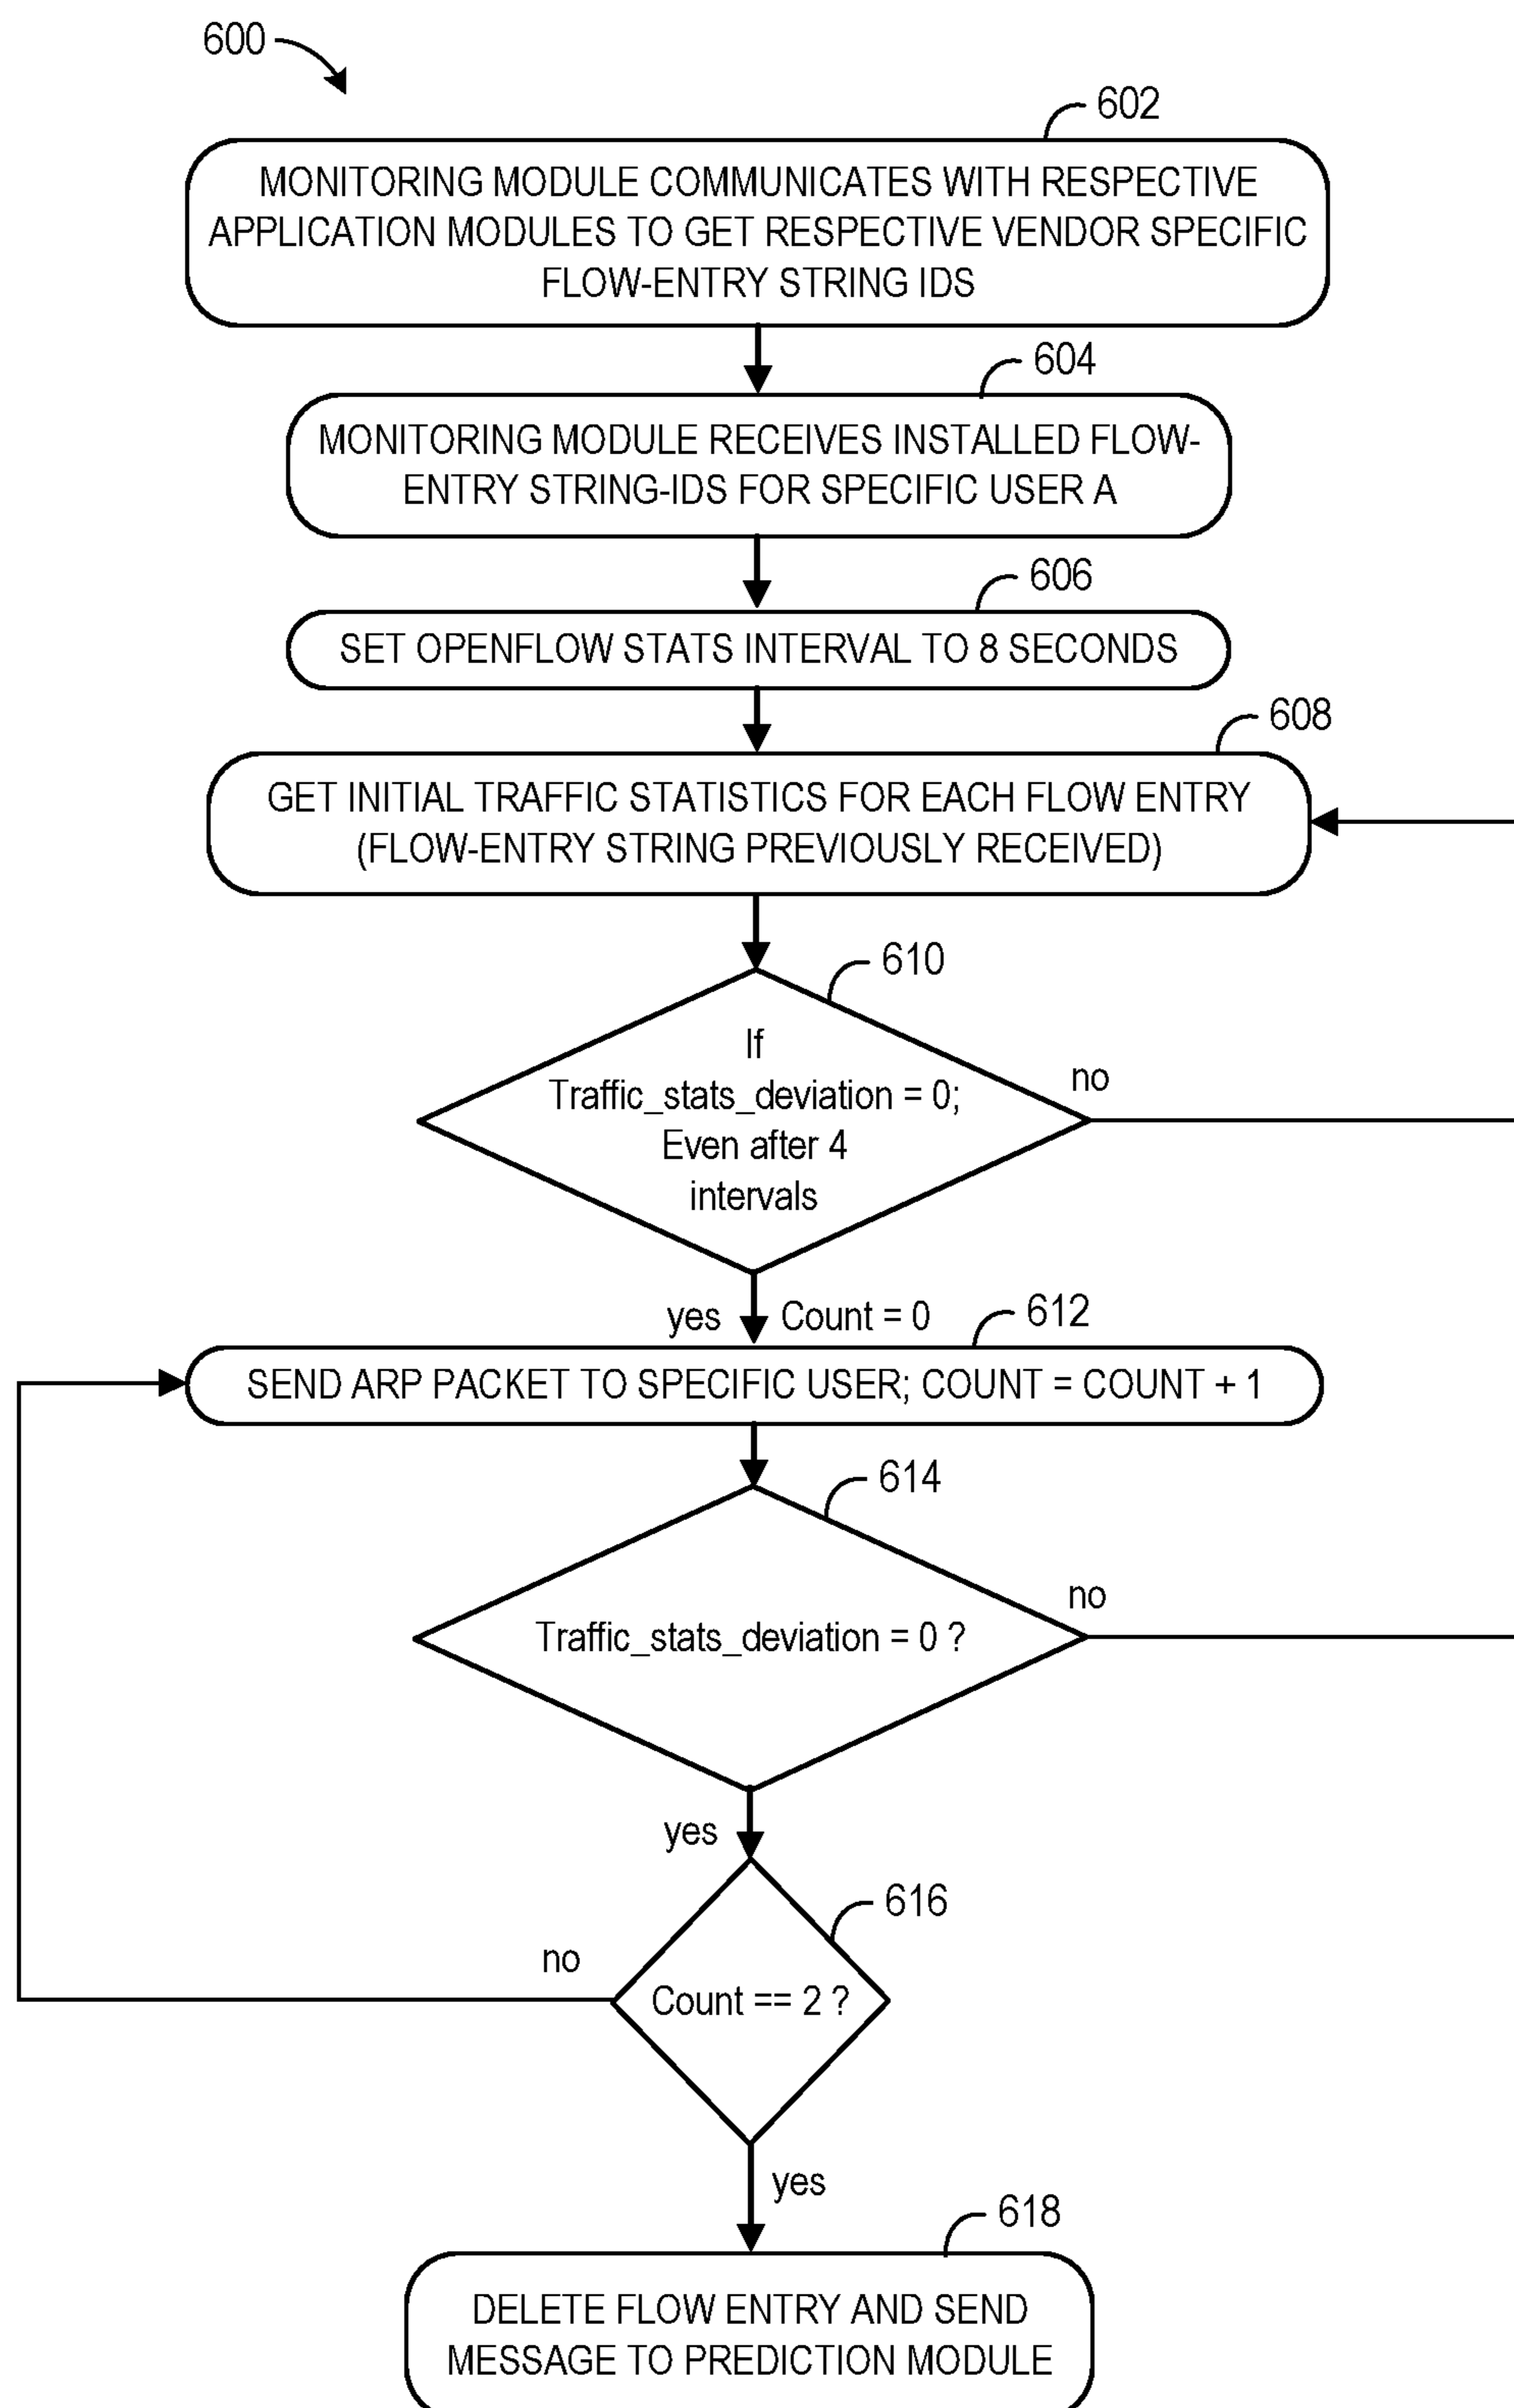 600
602
MONITORING MODULE COMMUNICATES WITH RESPECTIVE
APPLICATION MODULES TO GET RESPECTIVE VENDOR SPECIFIC
FLOW-ENTRY STRING IDS
604
MONITORING MODULE RECEIVES INSTALLED FLOW-
ENTRY STRING-IDS FOR SPECIFIC USER A
606
SET OPENFLOW STATS INTERVAL TO 8 SECONDS
608
GET INITIAL TRAFFIC STATISTICS FOR EACH FLOW ENTRY
(FLOW-ENTRY STRING PREVIOUSLY RECEIVED)
610
If
Traffic_stats_deviation = 0;
Even after 4
intervals
no
yes
Count = 0
612
SEND ARP PACKET TO SPECIFIC USER; COUNT = COUNT + 1
614
Traffic_stats_deviation = 0 ?
no
yes
616
Count == 2 ?
no
yes
618
DELETE FLOW ENTRY AND SEND
MESSAGE TO PREDICTION MODULE